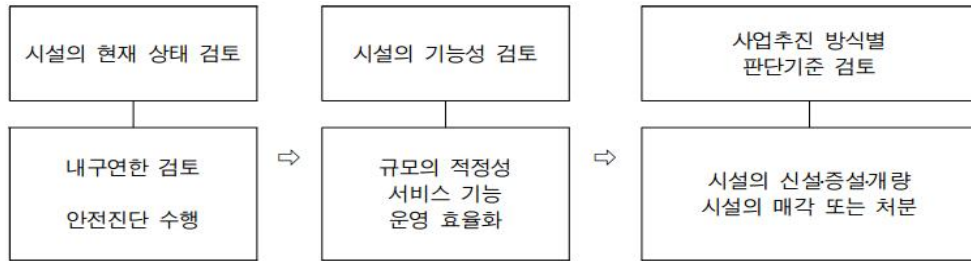 시설의 현재 상태 검토
시설의 기능성 검토
사업추진 방식별
판단기준 검토
내구연한 검토
안전진단 수행
⇨
규모의 적정성
서비스 기능
운영 효율화
⇨
시설의 신설·증설·개량
시설의 매각 또는 처분